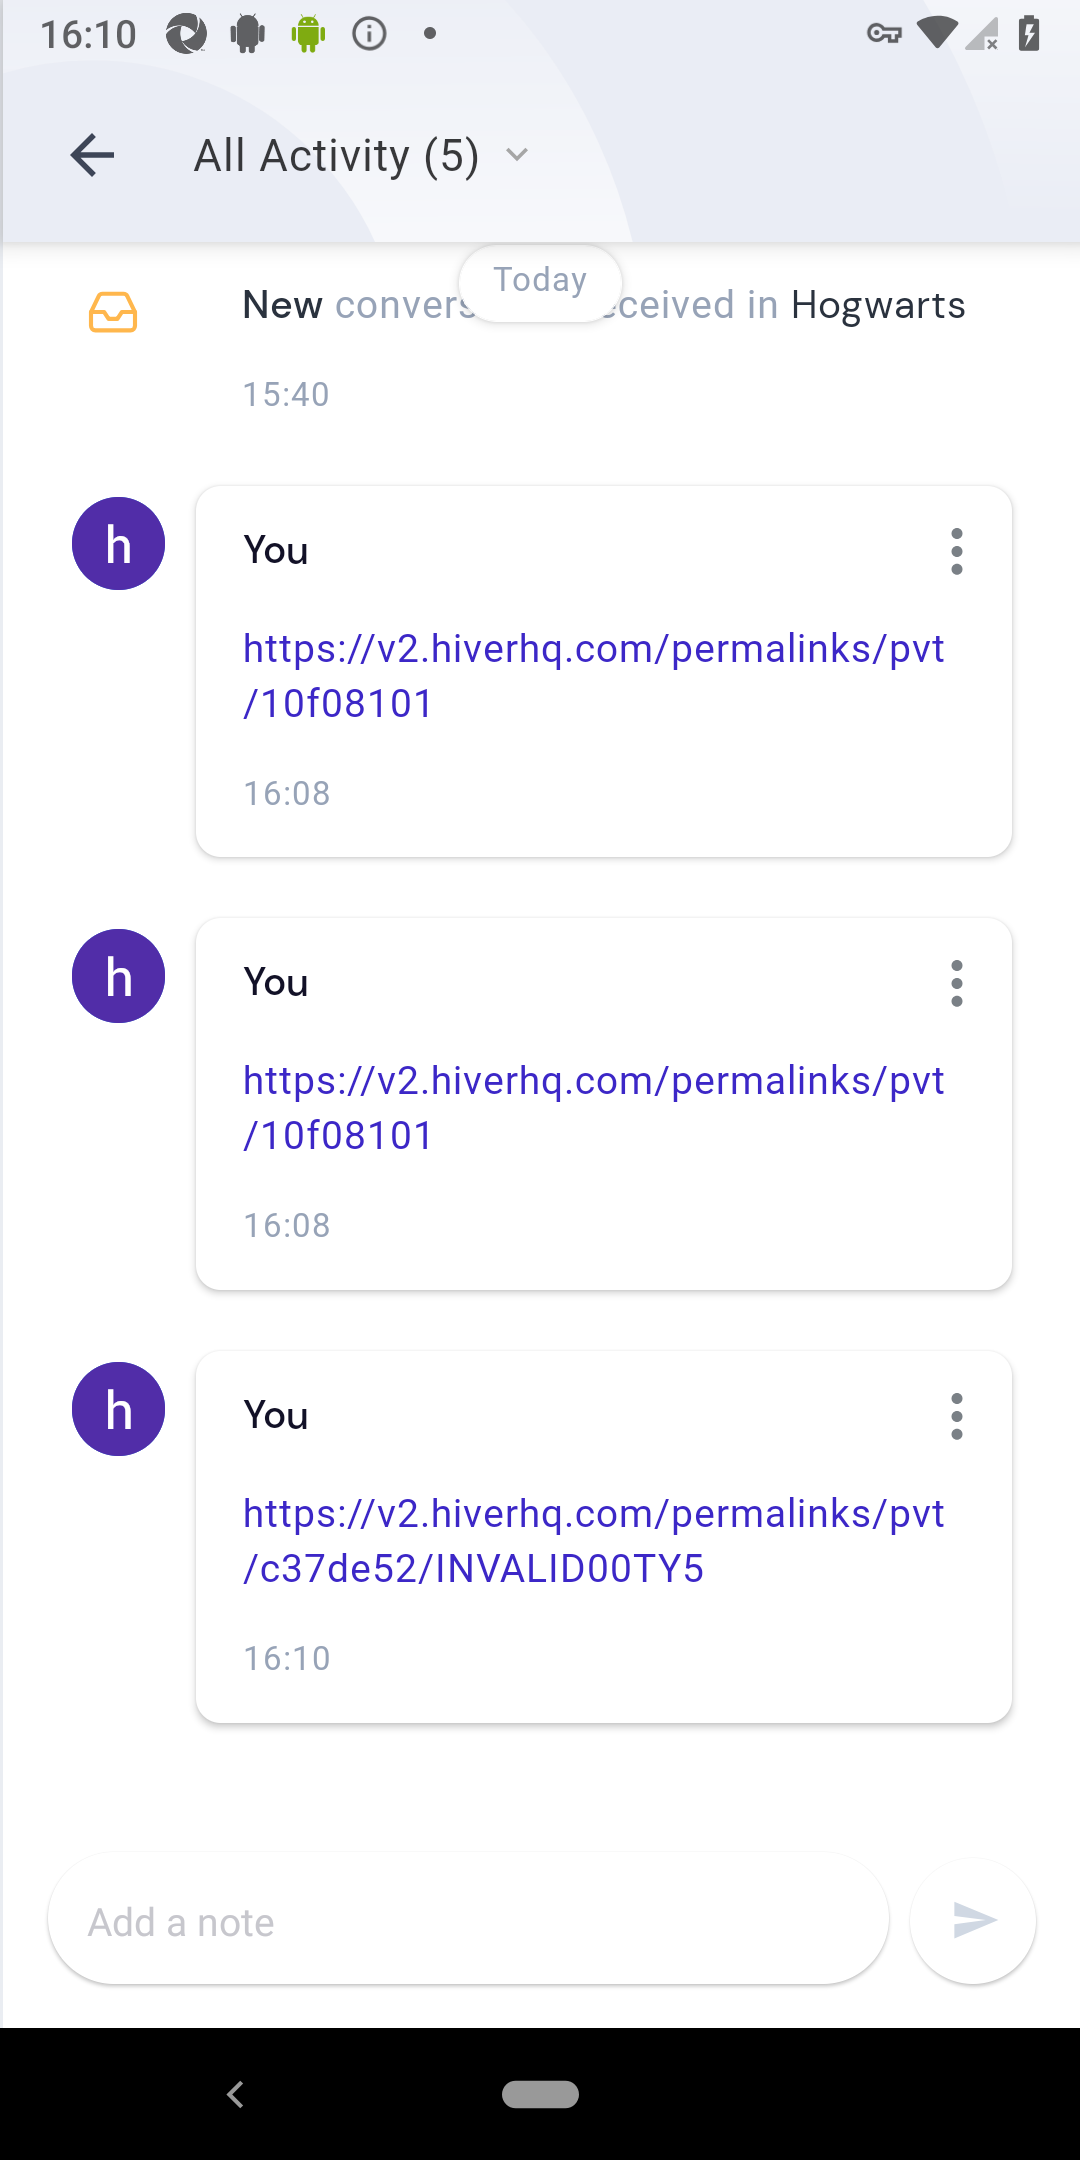 16:10
All Activity (5)
Today
New convers eceived in Hogwarts
15:40
h
You
https://v2.hiverhq.com/permalinks/pvt
/10f08101
16:08
h
You
https://v2.hiverhq.com/permalinks/pvt
/10f08101
16:08
h
You
https://v2.hiverhq.com/permalinks/pvt
/c37de52/INVALID00TY5
16:10
Add a note